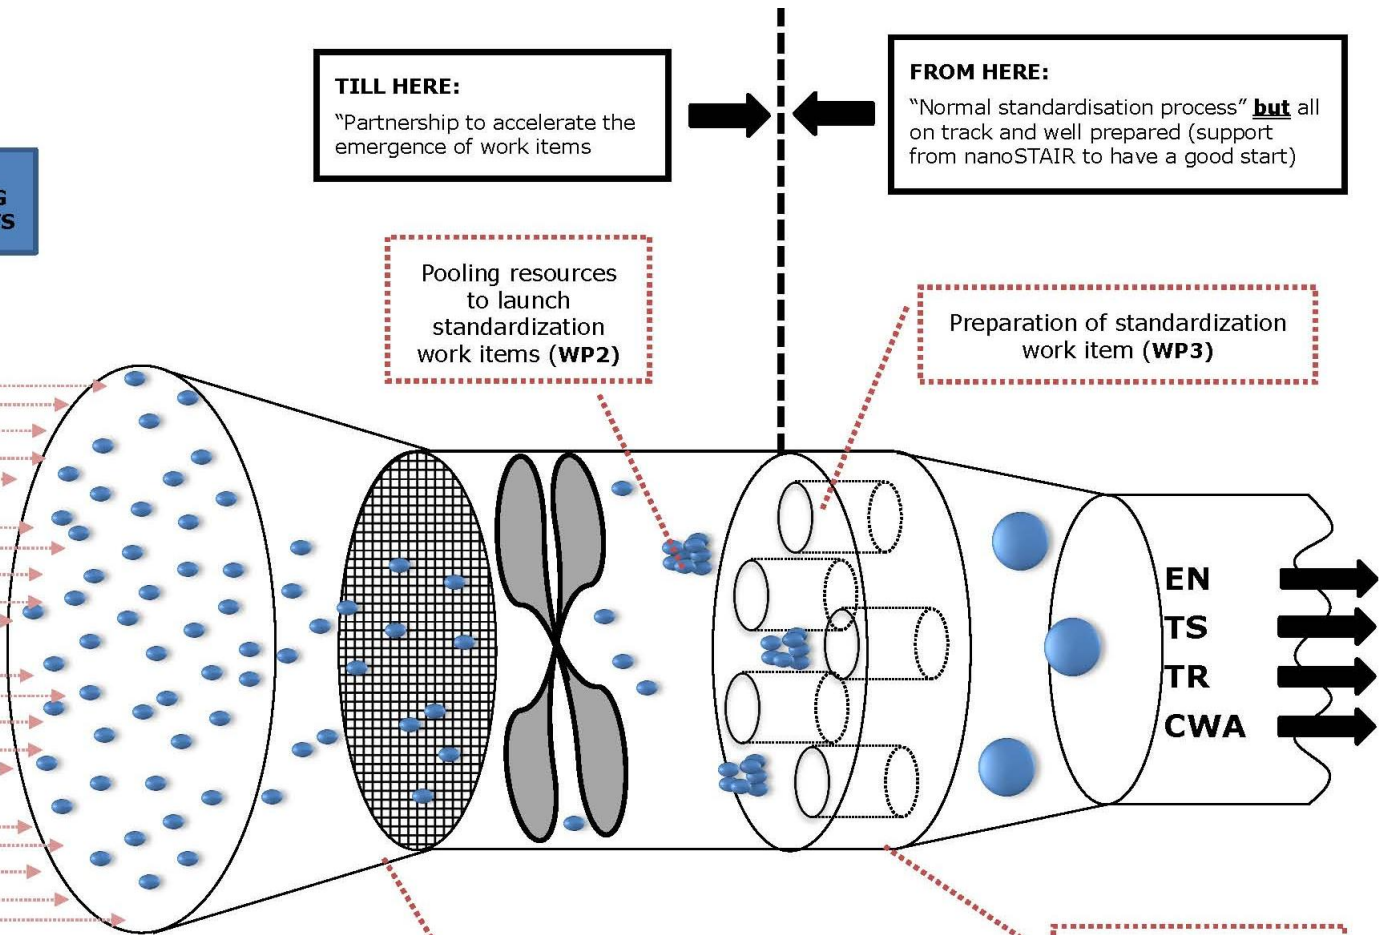 TILL HERE:
“Partnership to accelerate the
emergence of work items
FROM HERE:
“Normal standardisation process” but all
on track and well prepared (support
from nanoSTAIR to have a good start)
Pooling resources
to launch
standardization
work items (WP2)
Preparation of standardization
work item (WP3)
EN
TS
TR
CWA